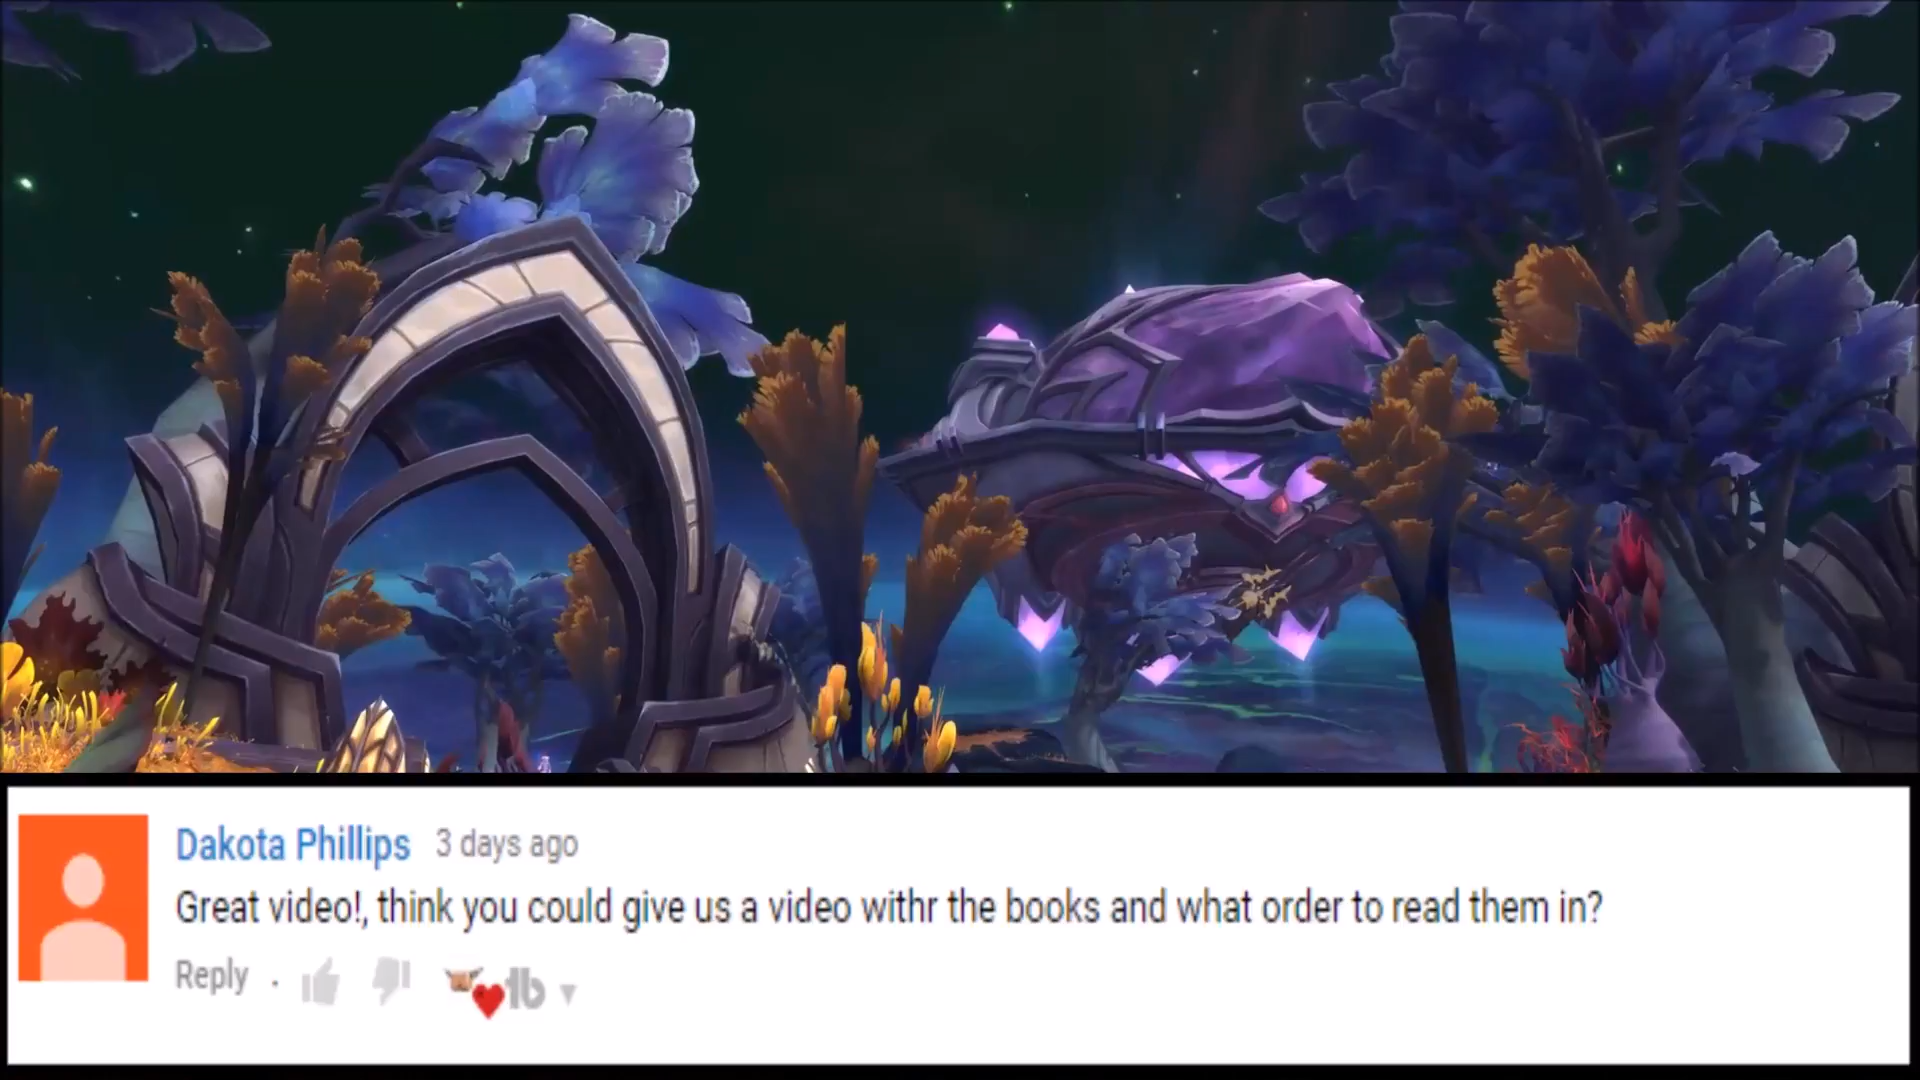 Dakota Phillips 3 days ago
Great video!, think you could give us a video withr the books and what order to read them in?
Reply .